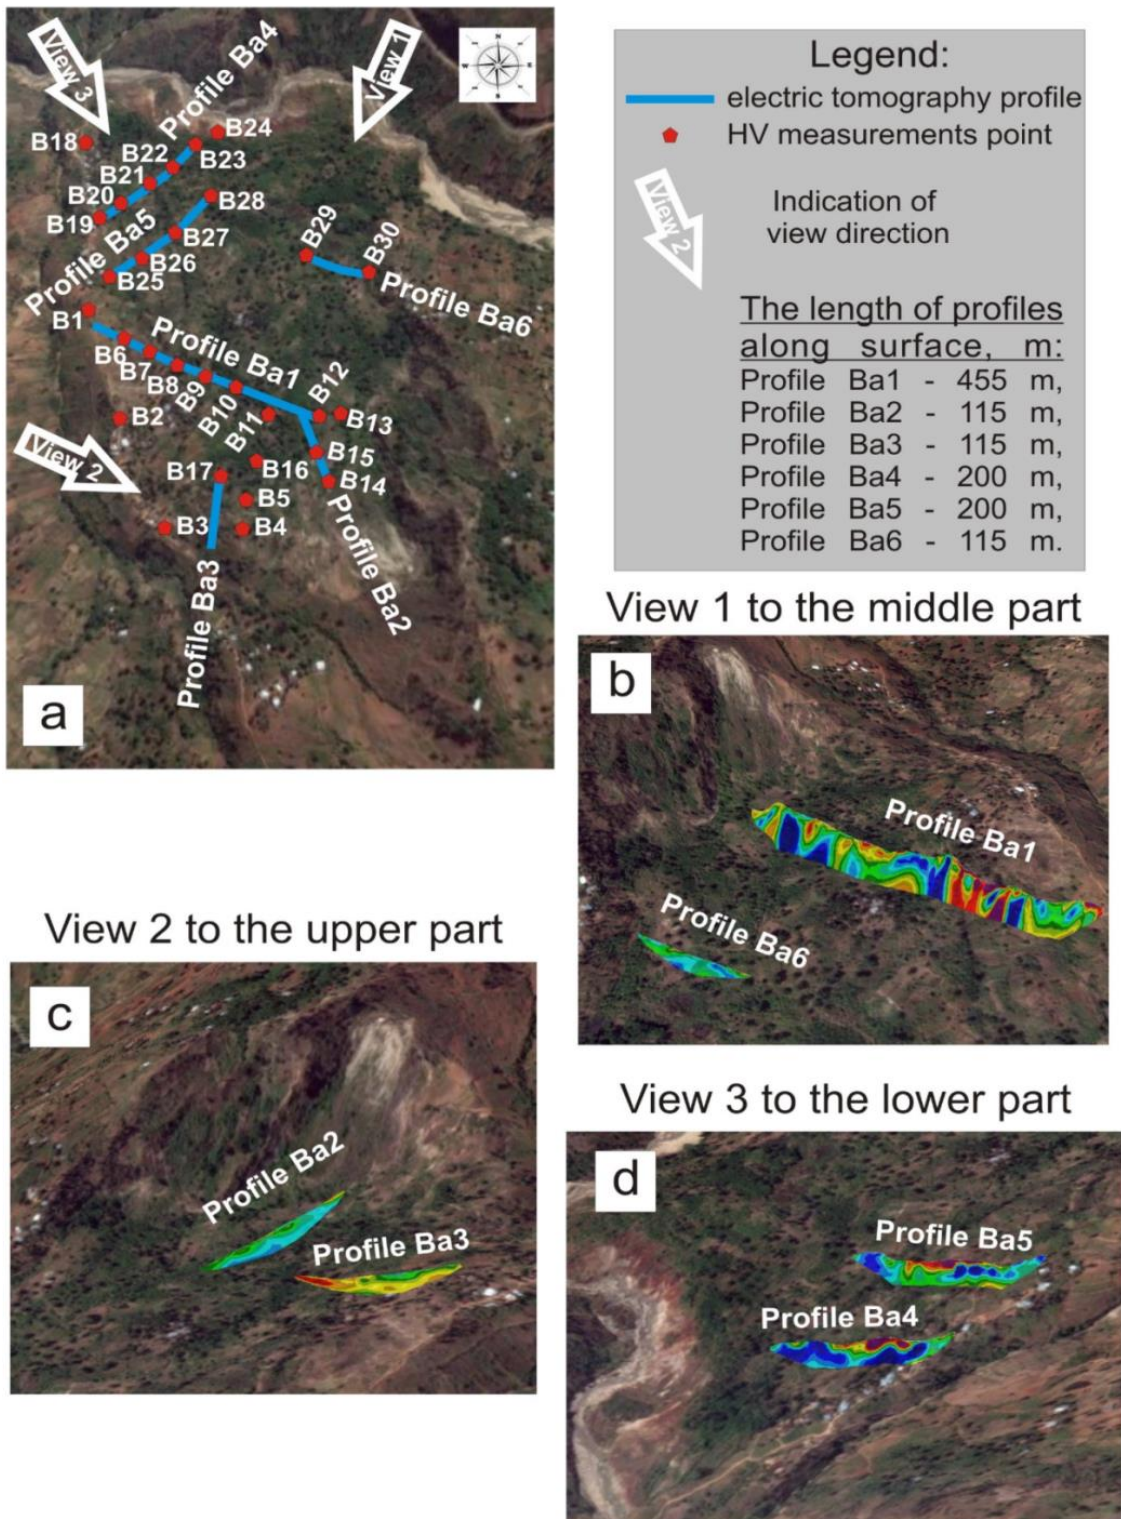 View 3
Profile Ba4
View 1
N
W
E
S
B18
B24
B22
B23
B21
B20
B28
B19
Profile Ba5
B27
B29
B30
B26
B25
Profile Ba6
B1
Profile Ba1
B6
B7
B8
B9
B12
B10
B13
B2
B11
View 2
B15
B17
B16
B14
B5
B3
B4
Profile Ba3
Profile Ba2
a
Legend:
electric tomography profile
HV measurements point
View 2
Indication of
view direction
The length of profiles
along surface, m:
Profile Ba1 - 455 m,
Profile Ba2 - 115 m,
Profile Ba3 - 115 m,
Profile Ba4 - 200 m,
Profile Ba5 - 200 m,
Profile Ba6 - 115 m.
View 1 to the middle part
b
Profile Ba1
Profile Ba6
View 2 to the upper part
c
Profile Ba2
Profile Ba3
View 3 to the lower part
d
Profile Ba5
Profile Ba4